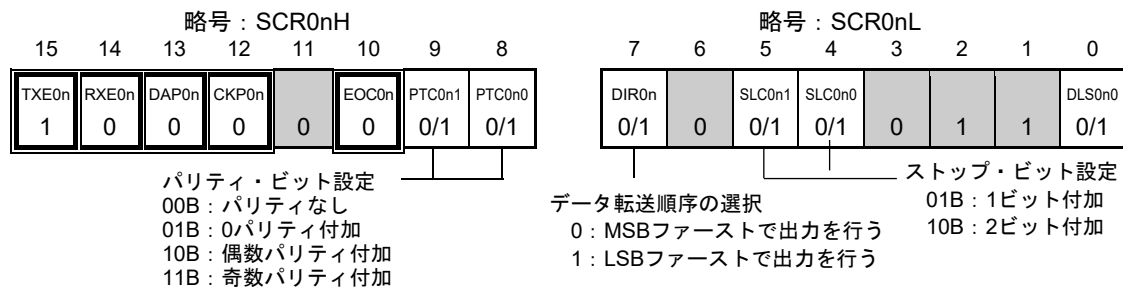 略号：SCR0nH 略号：SCR0nL
15 14 13 12 11 10 9 8 7 6 5 4 3 2 1 0
TXE0n RXE0n DAP0n CKP0n EOC0n PTC0n1 PTC0n0 DIR0n SLC0n1 SLC0n0 DLS0n0
1 0 0 0 0 0 0/1 0/1 0/1 0 0/1 0/1 0 1 1 0/1
パリティ・ビット設定
00B：パリティなし
01B：0パリティ付加
10B：偶数パリティ付加
11B：奇数パリティ付加
データ転送順序の選択
0：MSBファーストで出力を行う
1：LSBファーストで出力を行う
ストップ・ビット設定
01B：1ビット付加
10B：2ビット付加